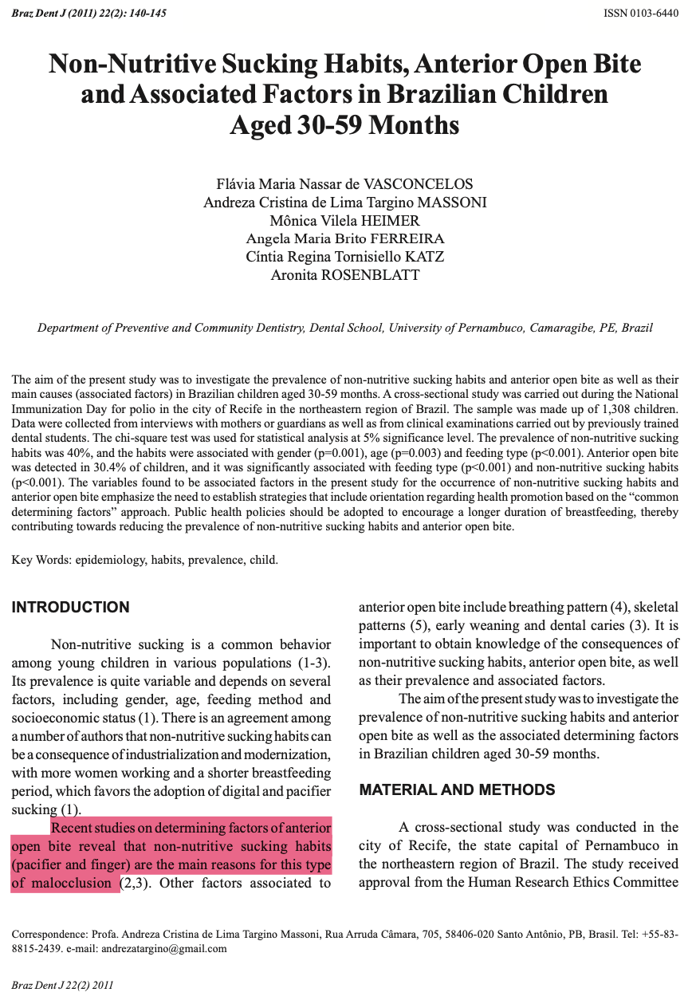 Braz Dent J (2011) 22(2): 140-145
ISSN 0103-6440
Non-Nutritive Sucking Habits, Anterior Open Bite
and Associated Factors in Brazilian Children
Aged 30-59 Months
Flávia Maria Nassar de VASCONCELOS
Andreza Cristina de Lima Targino MASSONI
Mônica Vilela HEIMER
Angela Maria Brito FERREIRA
Cíntia Regina Tornisiello KATZ
Aronita ROSENBLATT
Department of Preventive and Community Dentistry, Dental School, University of Pernambuco, Camaragibe, PE, Brazil
The aim of the present study was to investigate the prevalence of non-nutritive sucking habits and anterior open bite as well as their
main causes (associated factors) in Brazilian children aged 30-59 months. A cross-sectional study was carried out during the National
Immunization Day for polio in the city of Recife in the northeastern region of Brazil. The sample was made up of 1,308 children.
Data were collected from interviews with mothers or guardians as well as from clinical examinations carried out by previously trained
dental students. The chi-square test was used for statistical analysis at 5% significance level. The prevalence of non-nutritive sucking
habits was 40%, and the habits were associated with gender (p=0.001), age (p=0.003) and feeding type (p<0.001). Anterior open bite
was detected in 30.4% of children, and it was significantly associated with feeding type (p<0.001) and non-nutritive sucking habits
(p<0.001). The variables found to be associated factors in the present study for the occurrence of non-nutritive sucking habits and
anterior open bite emphasize the need to establish strategies that include orientation regarding health promotion based on the “common
determining factors” approach. Public health policies should be adopted to encourage a longer duration of breastfeeding, thereby
contributing towards reducing the prevalence of non-nutritive sucking habits and anterior open bite.
Key Words: epidemiology, habits, prevalence, child.
INTRODUCTION
Non-nutritive sucking is a common behavior
among young children in various populations (1-3).
Its prevalence is quite variable and depends on several
factors, including gender, age, feeding method and
socioeconomic status (1). There is an agreement among
a number of authors that non-nutritive sucking habits can
be a consequence of industrialization and modernization,
with more women working and a shorter breastfeeding
period, which favors the adoption of digital and pacifier
sucking (1).
Recent studies on determining factors of anterior
open bite reveal that non-nutritive sucking habits
(pacifier and finger) are the main reasons for this type
of malocclusion (2,3). Other factors associated to
anterior open bite include breathing pattern (4), skeletal
patterns (5), early weaning and dental caries (3). It is
important to obtain knowledge of the consequences of
non-nutritive sucking habits, anterior open bite, as well
as their prevalence and associated factors.
The aim of the present study was to investigate the
prevalence of non-nutritive sucking habits and anterior
open bite as well as the associated determining factors
in Brazilian children aged 30-59 months.
MATERIAL AND METHODS
A cross-sectional study was conducted in the
city of Recife, the state capital of Pernambuco in
the northeastern region of Brazil. The study received
approval from the Human Research Ethics Committee
Correspondence: Profa. Andreza Cristina de Lima Targino Massoni, Rua Arruda Câmara, 705, 58406-020 Santo Antônio, PB, Brasil. Tel: +55-83-
8815-2439. e-mail: andrezatargino@gmail.com
Braz Dent J 22(2) 2011